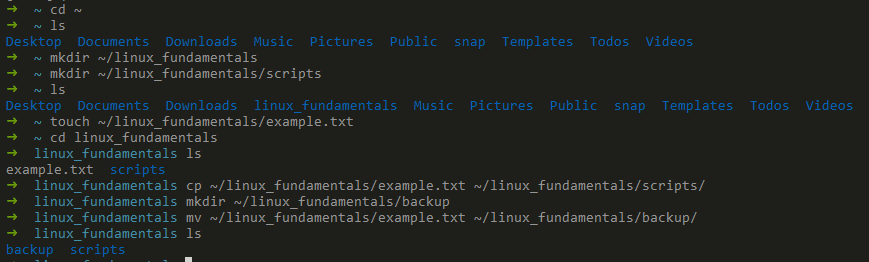 ➜  ~ cd ~
➜  ~ ls
Desktop  Documents  Downloads  Music  Pictures  Public  snap  Templates  Todos  Videos
➜  ~ mkdir ~/linux_fundamentals
➜  ~ mkdir ~/linux_fundamentals/scripts
➜  ~ ls
Desktop  Documents  Downloads  linux_fundamentals  Music  Pictures  Public  snap  Templates  Todos  Videos
➜  ~ touch ~/linux_fundamentals/example.txt
➜  ~ cd linux_fundamentals
➜  linux_fundamentals ls
example.txt  scripts
➜  linux_fundamentals cp ~/linux_fundamentals/example.txt ~/linux_fundamentals/scripts/
➜  linux_fundamentals mkdir ~/linux_fundamentals/backup
➜  linux_fundamentals mv ~/linux_fundamentals/example.txt ~/linux_fundamentals/backup/
➜  linux_fundamentals ls
backup  scripts